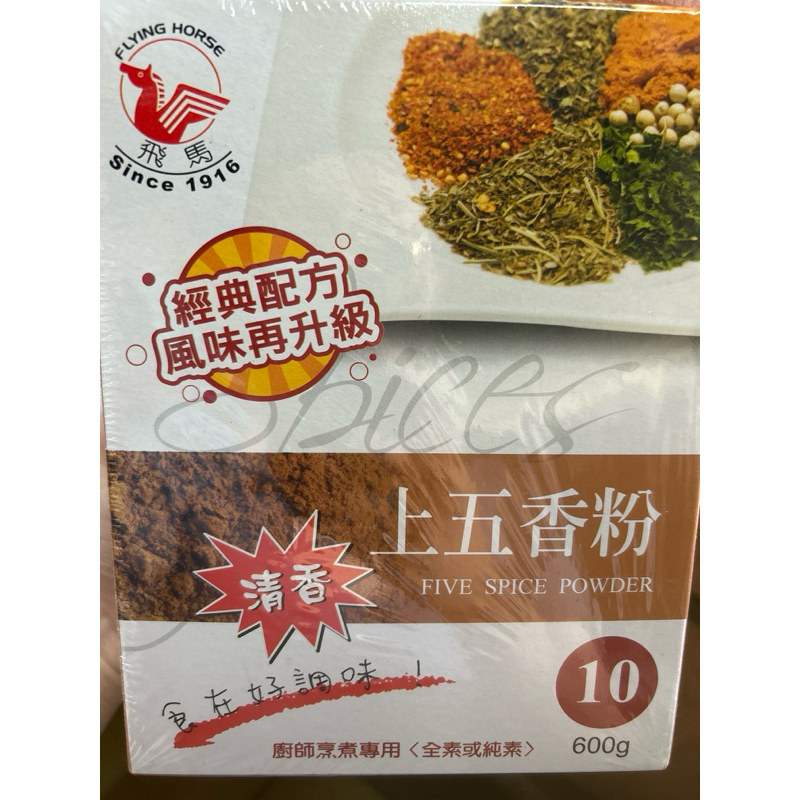 FLYING HORSE
飛馬
Since 1916
經典配方
風味再升級
Spices
上五香粉
FIVE SPICE POWDER
清香
食在好調味！
10
廚師烹煮專用〈全素或純素〉
600g